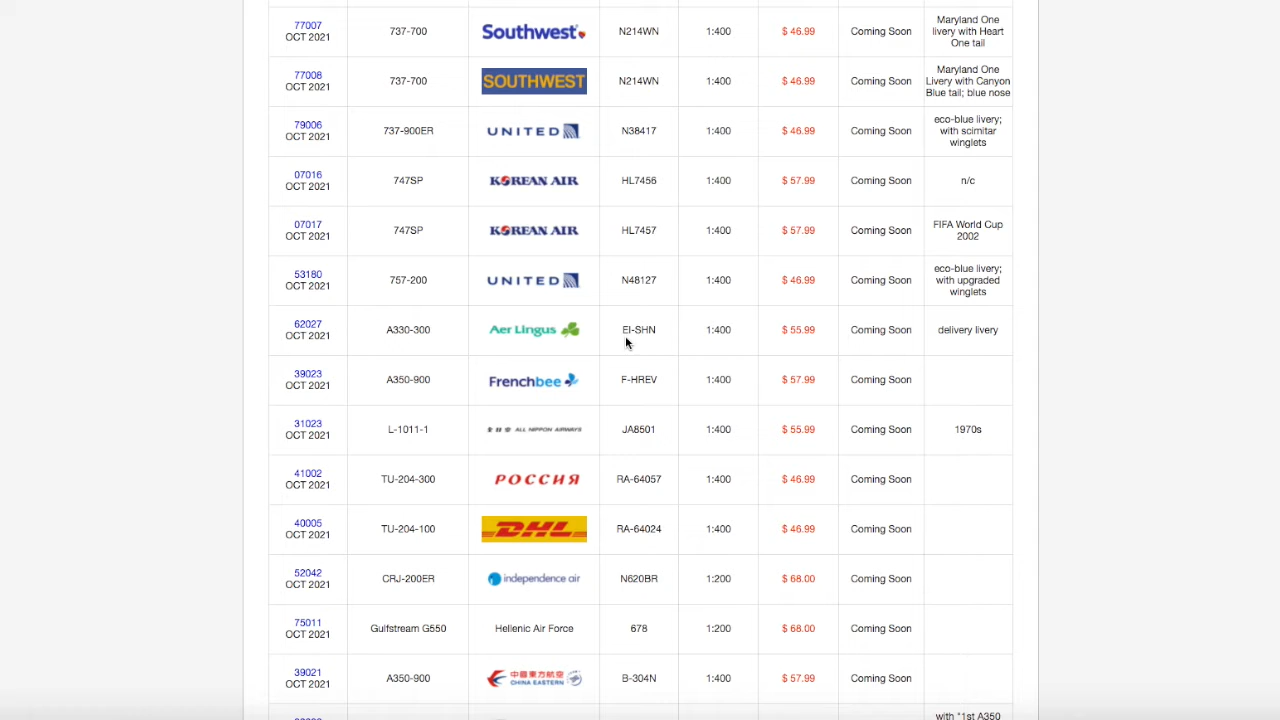 77007
OCT 2021
737-700
Southwest
N214WN
1:400
$ 46.99
Coming Soon
Maryland One
livery with Heart
One tail
77008
OCT 2021
737-700
SOUTHWEST
N214WN
1:400
$ 46.99
Coming Soon
Maryland One
Livery with Canyon
Blue tail; blue nose
79006
OCT 2021
737-900ER
UNITED
N38417
1:400
$ 46.99
Coming Soon
eco-blue livery;
with scimitar
winglets
07016
OCT 2021
747SP
KOREAN AIR
HL7456
1:400
$ 57.99
Coming Soon
n/c
07017
OCT 2021
747SP
KOREAN AIR
HL7457
1:400
$ 57.99
Coming Soon
FIFA World Cup
2002
53180
OCT 2021
757-200
UNITED
N48127
1:400
$ 46.99
Coming Soon
eco-blue livery;
with upgraded
winglets
62027
OCT 2021
A330-300
Aer Lingus
EI-SHN
1:400
$ 55.99
Coming Soon
delivery livery
39023
OCT 2021
A350-900
Frenchbee
F-HREV
1:400
$ 57.99
Coming Soon
31023
OCT 2021
L-1011-1
ALL NIPPON AIRWAYS
JA8501
1:400
$ 55.99
Coming Soon
1970s
41002
OCT 2021
TU-204-300
РОССИЯ
RA-64057
1:400
$ 46.99
Coming Soon
40005
OCT 2021
TU-204-100
DHL
RA-64024
1:400
$ 46.99
Coming Soon
52042
OCT 2021
CRJ-200ER
independence air
N620BR
1:200
$ 68.00
Coming Soon
75011
OCT 2021
Gulfstream G550
Hellenic Air Force
678
1:200
$ 68.00
Coming Soon
39021
OCT 2021
A350-900
中國東方航空
CHINA EASTERN
B-304N
1:400
$ 57.99
Coming Soon
with "1st A350